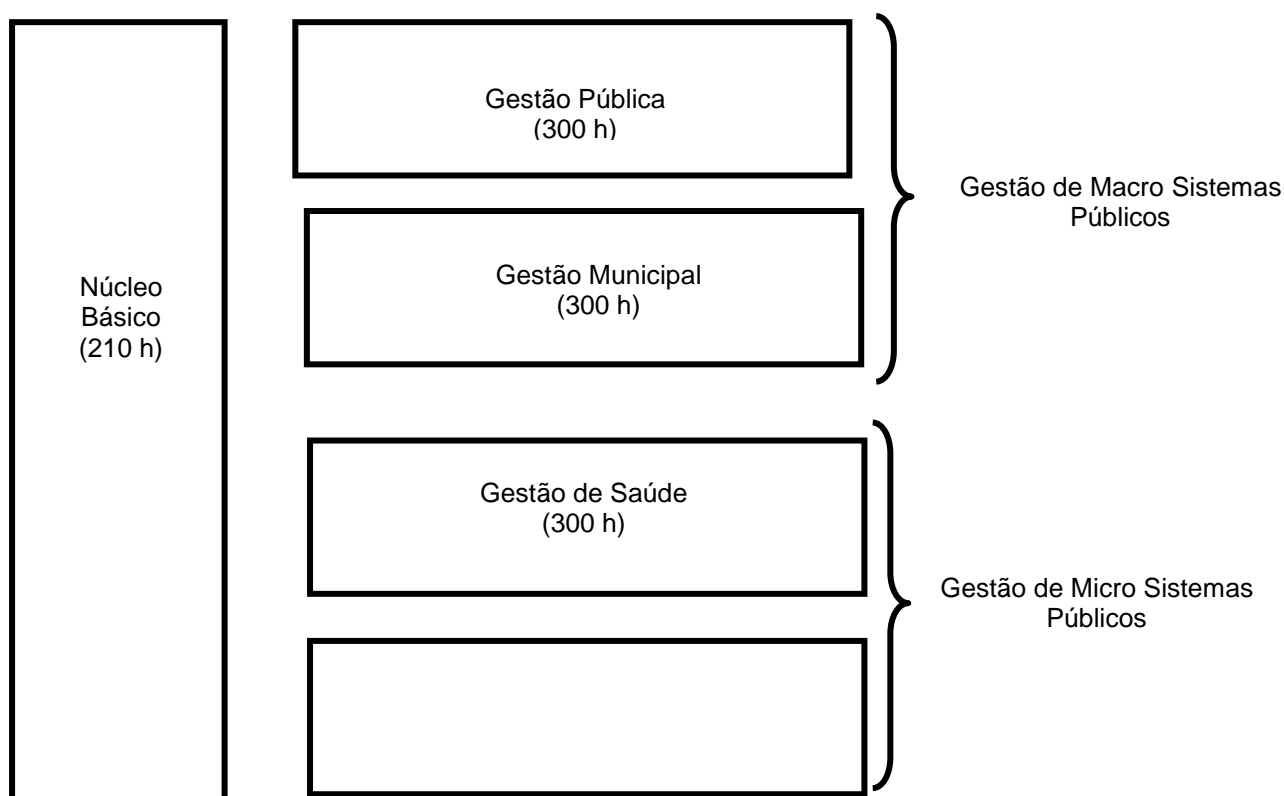 Núcleo
Básico
(210 h)
Gestão Pública
(300 h)
Gestão Municipal
(300 h)
Gestão de Macro Sistemas
Públicos
Gestão de Saúde
(300 h)
Gestão de Micro Sistemas
Públicos